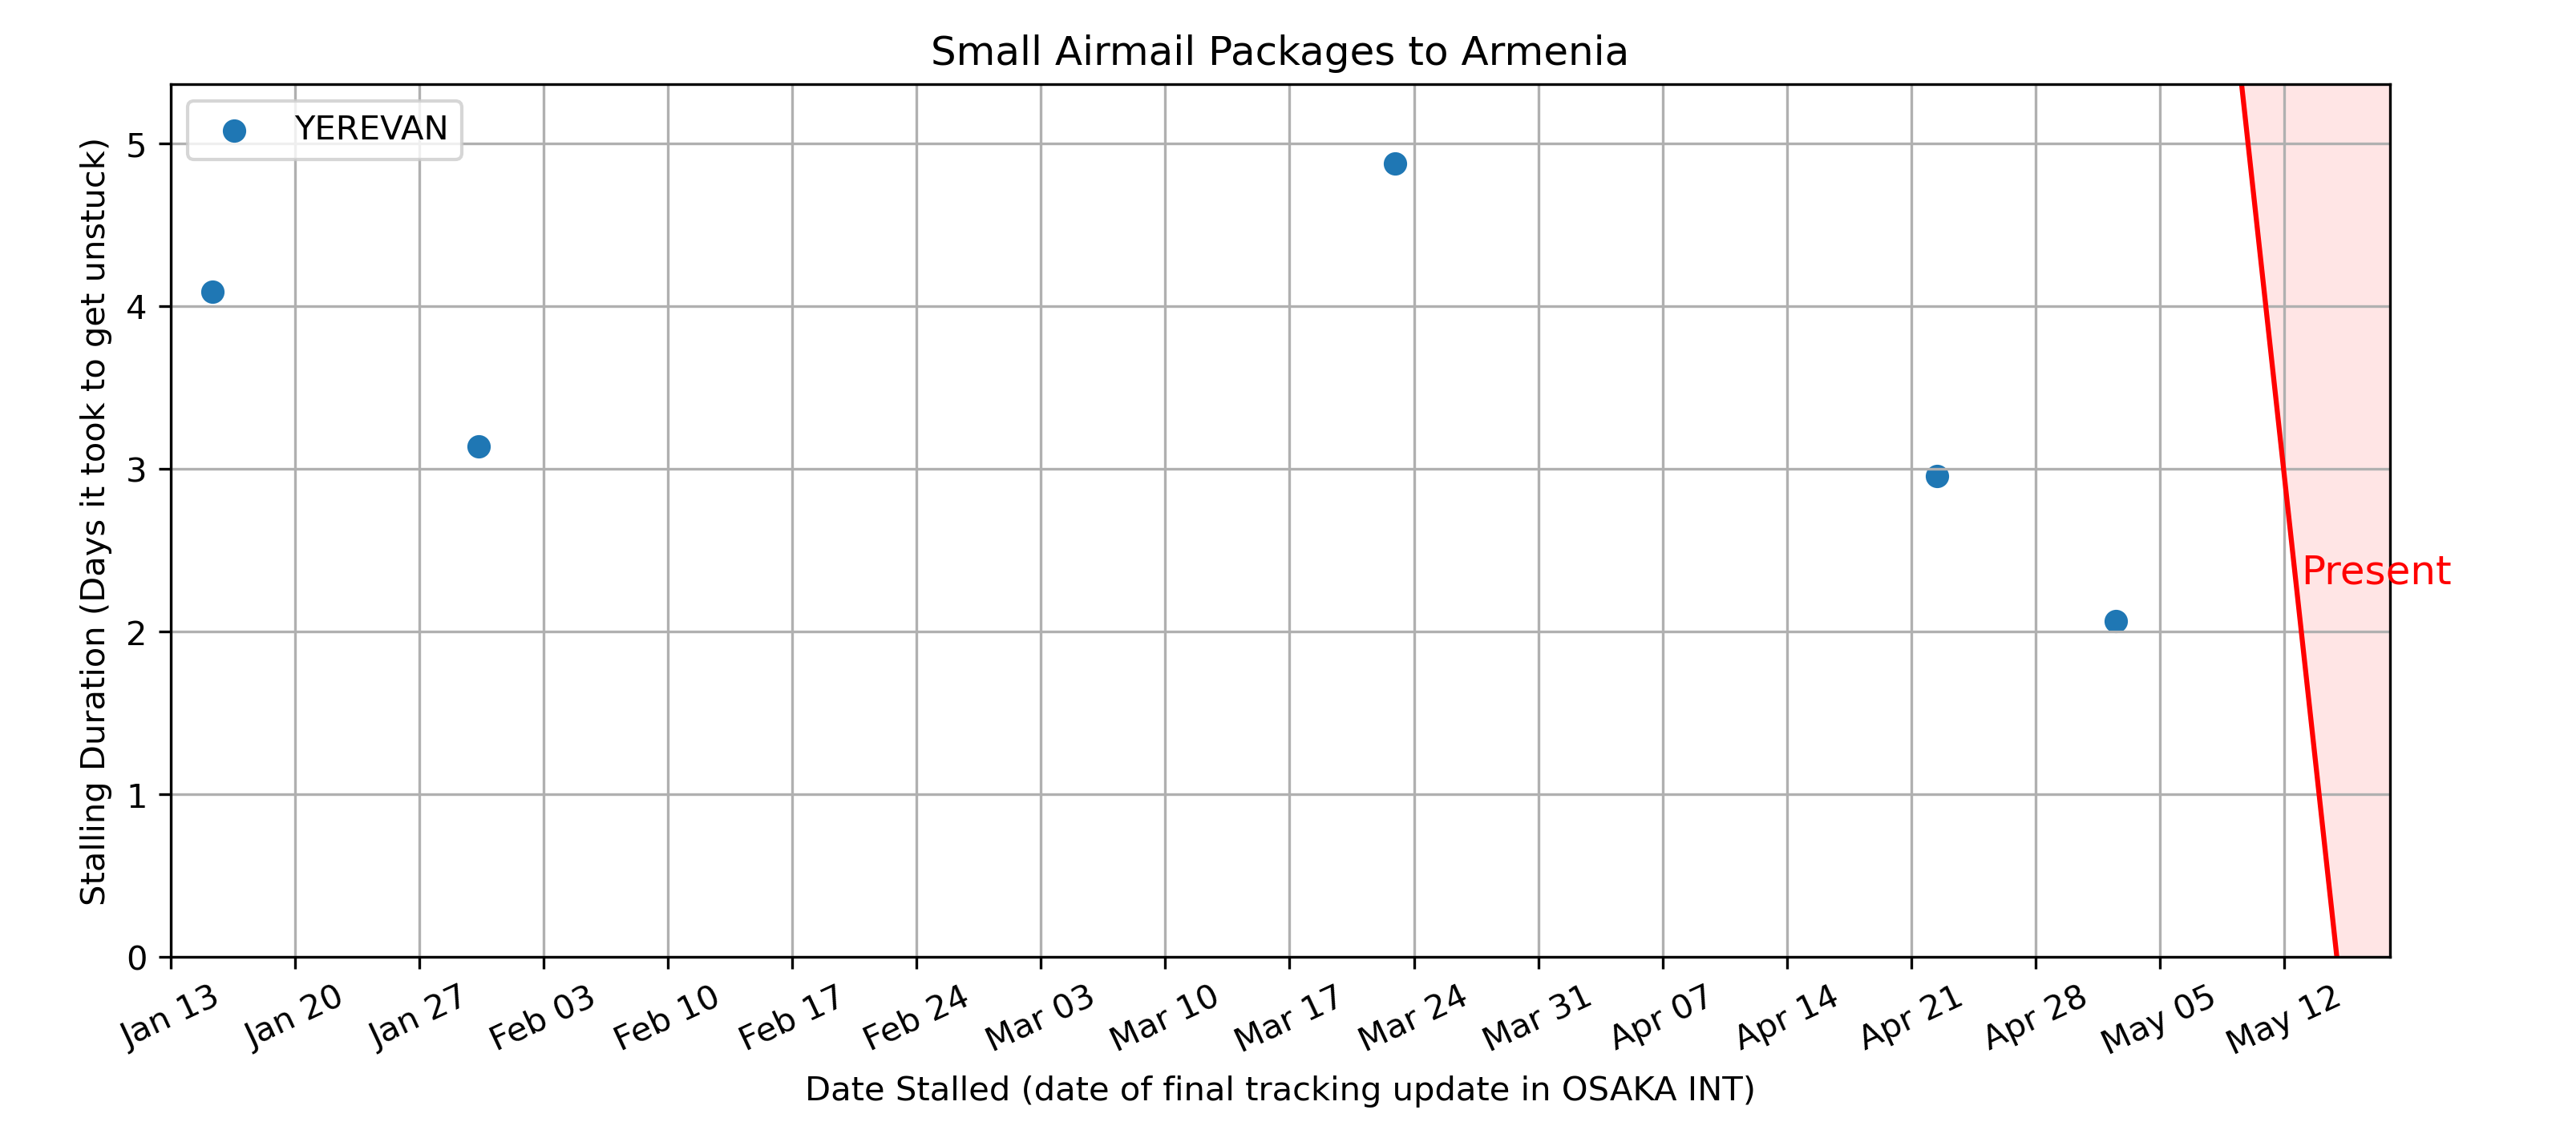 Small Airmail Packages to Armenia
YEREVAN
Stalling Duration (Days it took to get unstuck)
5
4
3
2
1
0
Present
Jan 13
Jan 20
Jan 27
Feb 03
Feb 10
Feb 17
Feb 24
Mar 03
Mar 10
Mar 17
Mar 24
Mar 31
Apr 07
Apr 14
Apr 21
Apr 28
May 05
May 12
Date Stalled (date of final tracking update in OSAKA INT)